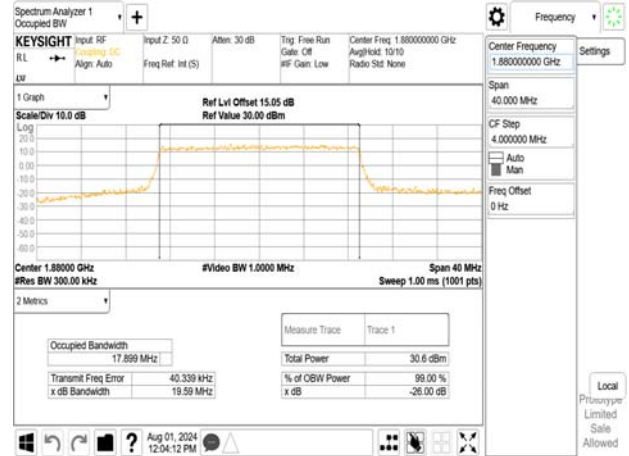 Spectrum Analyzer 1
Occupied BW
Frequency
KEYSIGHT
RL
Input: RF
Coupling: DC
Align: Auto
Input Z: 50 Ω
Freq Ref: Int (S)
Atten: 30 dB
Trig: Free Run
Gate: Off
#IF Gain: Low
Center Freq: 1.880000000 GHz
Avg|Hold: 10/10
Radio Std: None
Center Frequency
1.880000000 GHz
Settings
Span
40.000 MHz
CF Step
4.000000 MHz
Auto
Man
Freq Offset
0 Hz
1 Graph
Scale/Div 10.0 dB
Ref Lvl Offset 15.05 dB
Ref Value 30.00 dBm
Log
20.0
10.0
0.00
-10.0
-20.0
-30.0
-40.0
-50.0
-60.0
Center 1.88000 GHz
#Video BW 1.0000 MHz
Span 40 MHz
#Res BW 300.00 kHz
Sweep 1.00 ms (1001 pts)
2 Metrics
Measure Trace
Trace 1
Occupied Bandwidth
17.899 MHz
Total Power
30.6 dBm
Transmit Freq Error
40.339 kHz
% of OBW Power
99.00 %
x dB Bandwidth
19.59 MHz
x dB
-26.00 dB
Local
Prototype
Limited
Sale
Allowed
?
Aug 01, 2024
12:04:12 PM